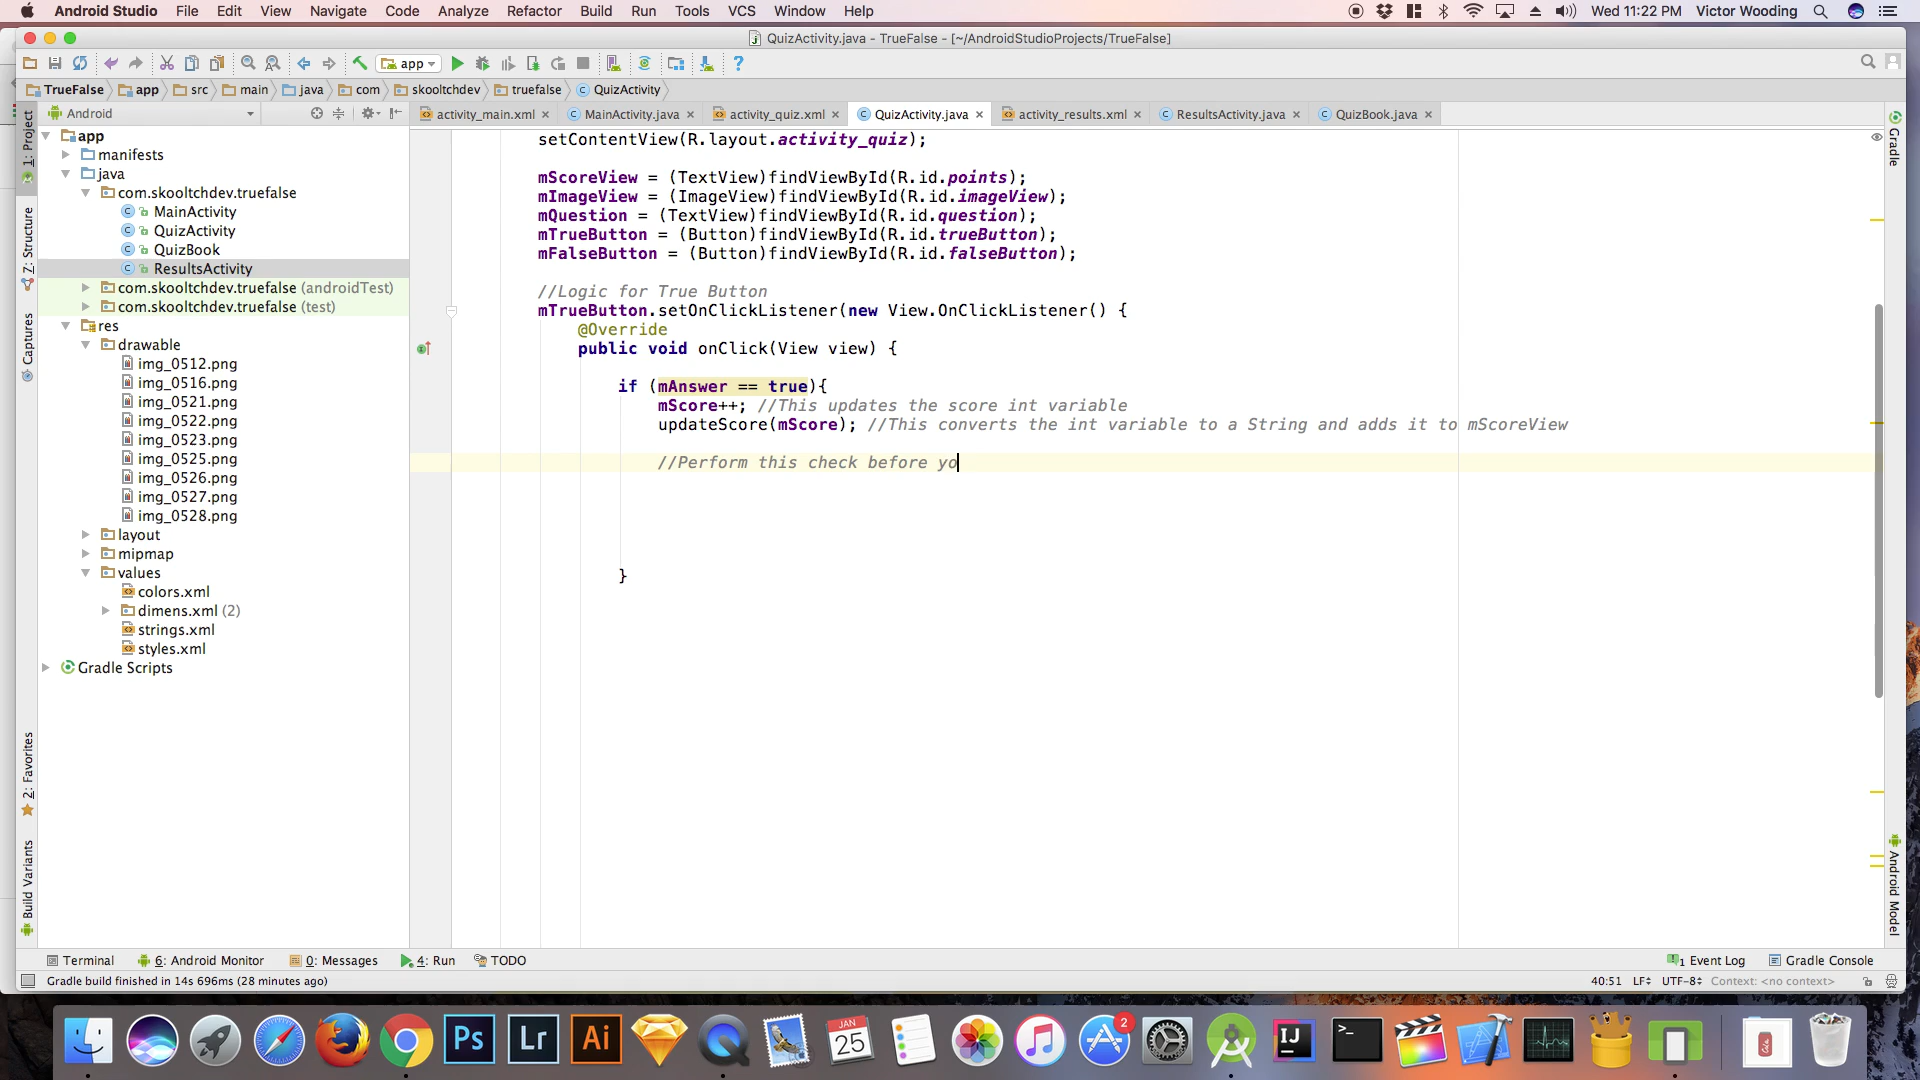 Android Studio File Edit View Navigate Code Analyze Refactor Build Run Tools VCS Window Help Wed 11:22 PM Victor Wooding
QuizActivity.java - TrueFalse - [~/AndroidStudioProjects/TrueFalse]
app
TrueFalse app src main java com skooltchdev truefalse QuizActivity
Android activity_main.xml MainActivity.java activity_quiz.xml QuizActivity.java activity_results.xml ResultsActivity.java QuizBook.java
1: Project
Z: Structure
Captures
2: Favorites
Build Variants
app
manifests
java
com.skooltchdev.truefalse
MainActivity
QuizActivity
QuizBook
ResultsActivity
com.skooltchdev.truefalse (androidTest)
com.skooltchdev.truefalse (test)
res
drawable
img_0512.png
img_0516.png
img_0521.png
img_0522.png
img_0523.png
img_0525.png
img_0526.png
img_0527.png
img_0528.png
layout
mipmap
values
colors.xml
dimens.xml (2)
strings.xml
styles.xml
Gradle Scripts
setContentView(R.layout.activity_quiz);
mScoreView = (TextView)findViewById(R.id.points);
mImageView = (ImageView)findViewById(R.id.imageView);
mQuestion = (TextView)findViewById(R.id.question);
mTrueButton = (Button)findViewById(R.id.trueButton);
mFalseButton = (Button)findViewById(R.id.falseButton);
//Logic for True Button
mTrueButton.setOnClickListener(new View.OnClickListener() {
@Override
public void onClick(View view) {
if (mAnswer == true){
mScore++; //This updates the score int variable
updateScore(mScore); //This converts the int variable to a String and adds it to mScoreView
//Perform this check before yo
}
Gradle
Android Model
Terminal 6: Android Monitor 0: Messages 4: Run TODO 1 Event Log Gradle Console
Gradle build finished in 14s 696ms (28 minutes ago) 40:51 LF÷ UTF-8÷ Context: <no context>
Ps Lr Ai JAN 25 2 IJ >_